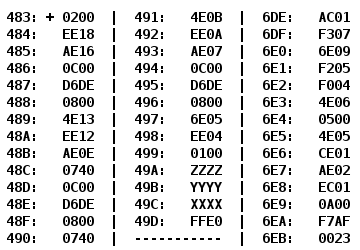 483: + 0200 | 491: 4E0B | 6DE: AC01
484: EE18 | 492: EE0A | 6DF: F307
485: AE16 | 493: AE07 | 6E0: 6E09
486: 0C00 | 494: 0C00 | 6E1: F205
487: D6DE | 495: D6DE | 6E2: F004
488: 0800 | 496: 0800 | 6E3: 4E06
489: 4E13 | 497: 6E05 | 6E4: 0500
48A: EE12 | 498: EE04 | 6E5: 4E05
48B: AE0E | 499: 0100 | 6E6: CE01
48C: 0740 | 49A: ZZZZ | 6E7: AE02
48D: 0C00 | 49B: YYYY | 6E8: EC01
48E: D6DE | 49C: XXXX | 6E9: 0A00
48F: 0800 | 49D: FFE0 | 6EA: F7AF
490: 0740 | ----------- | 6EB: 0023